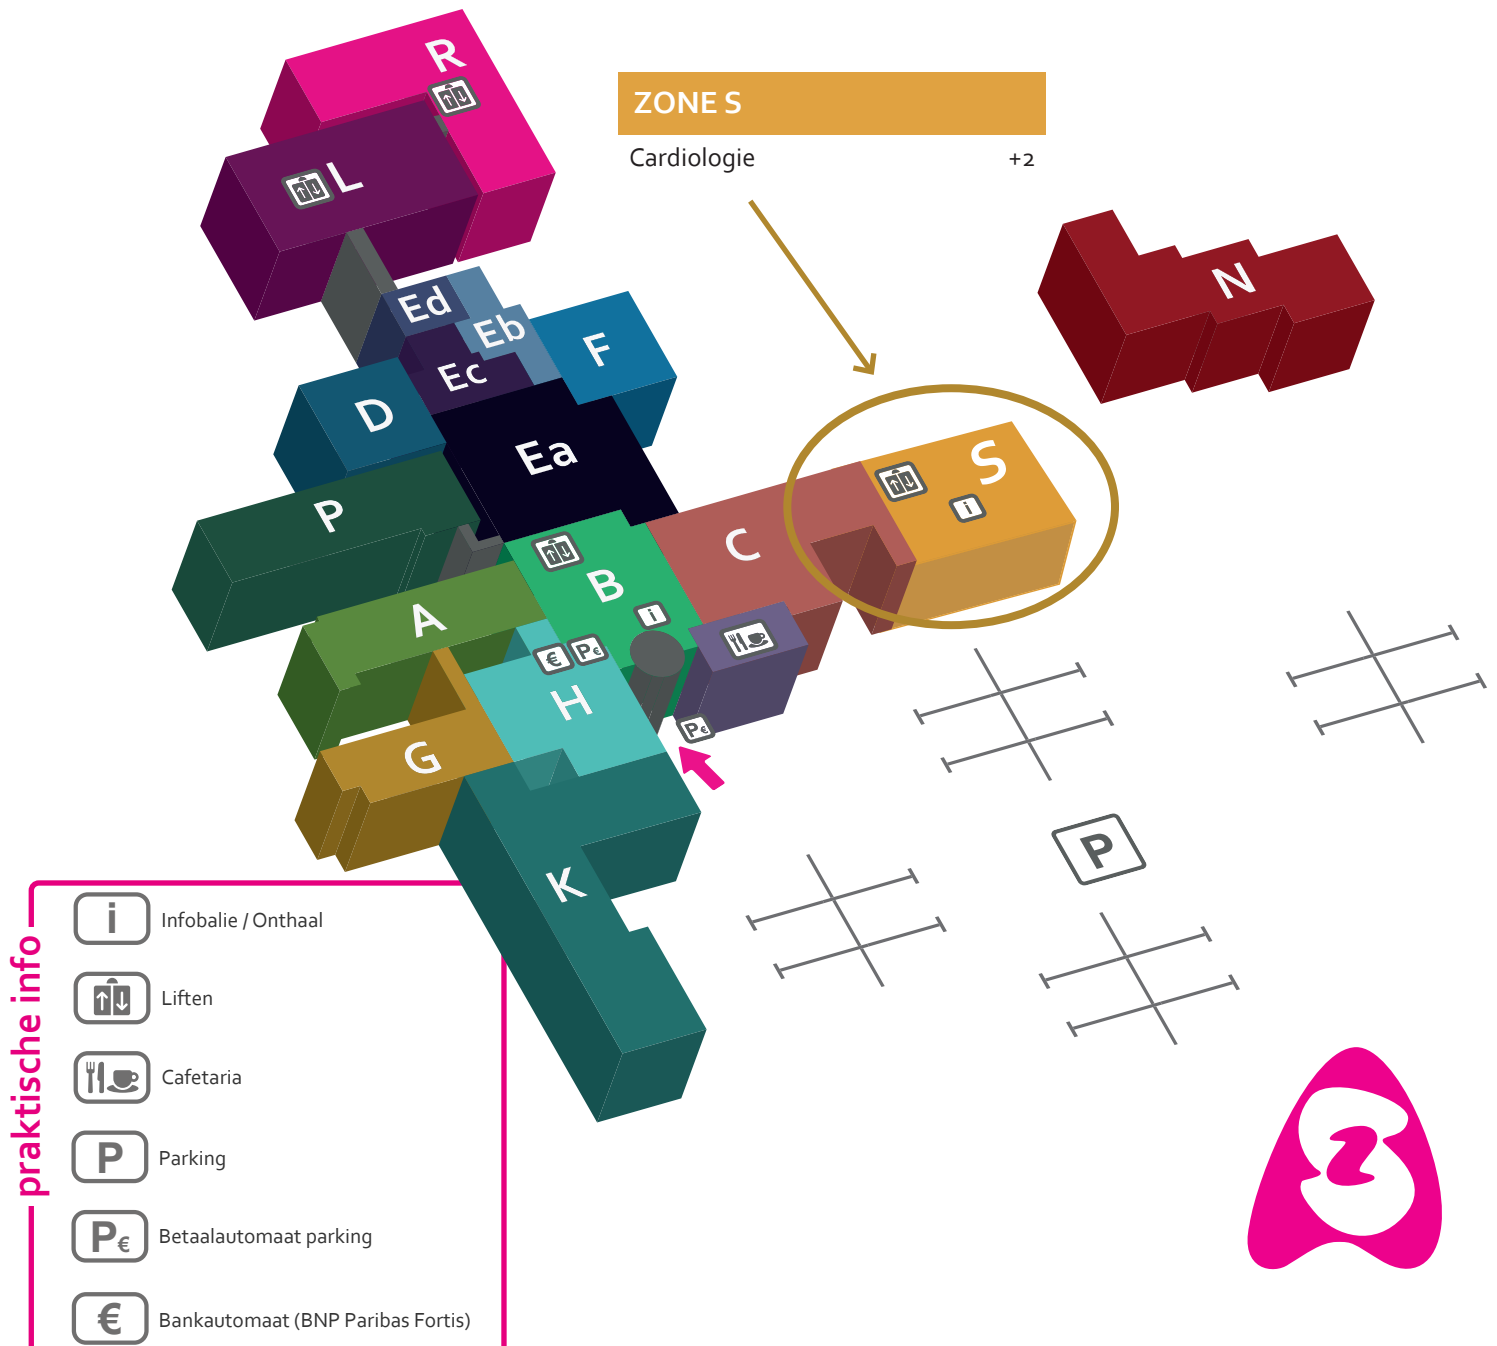 R
ZONE S
Cardiologie +2
L
N
Ed
Eb
F
Ec
D
Ea
S
P
i
C
B
A
i
€ P€
H
P€
G
P
K
praktische info
i Infobalie / Onthaal
Liften
Cafetaria
P Parking
P€ Betaalautomaat parking
€ Bankautomaat (BNP Paribas Fortis)